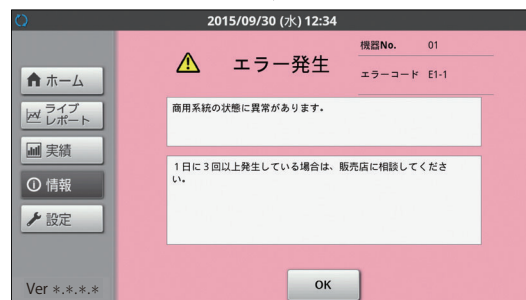 2015/09/30 (水) 12:34
機器No. 01
エラー発生
エラーコード E1-1
ホーム
ライブ
レポート
実績
情報
設定
商用系統の状態に異常があります。
1日に3回以上発生している場合は、販売店に相談してくださ
い。
OK
Ver *.*.*.*